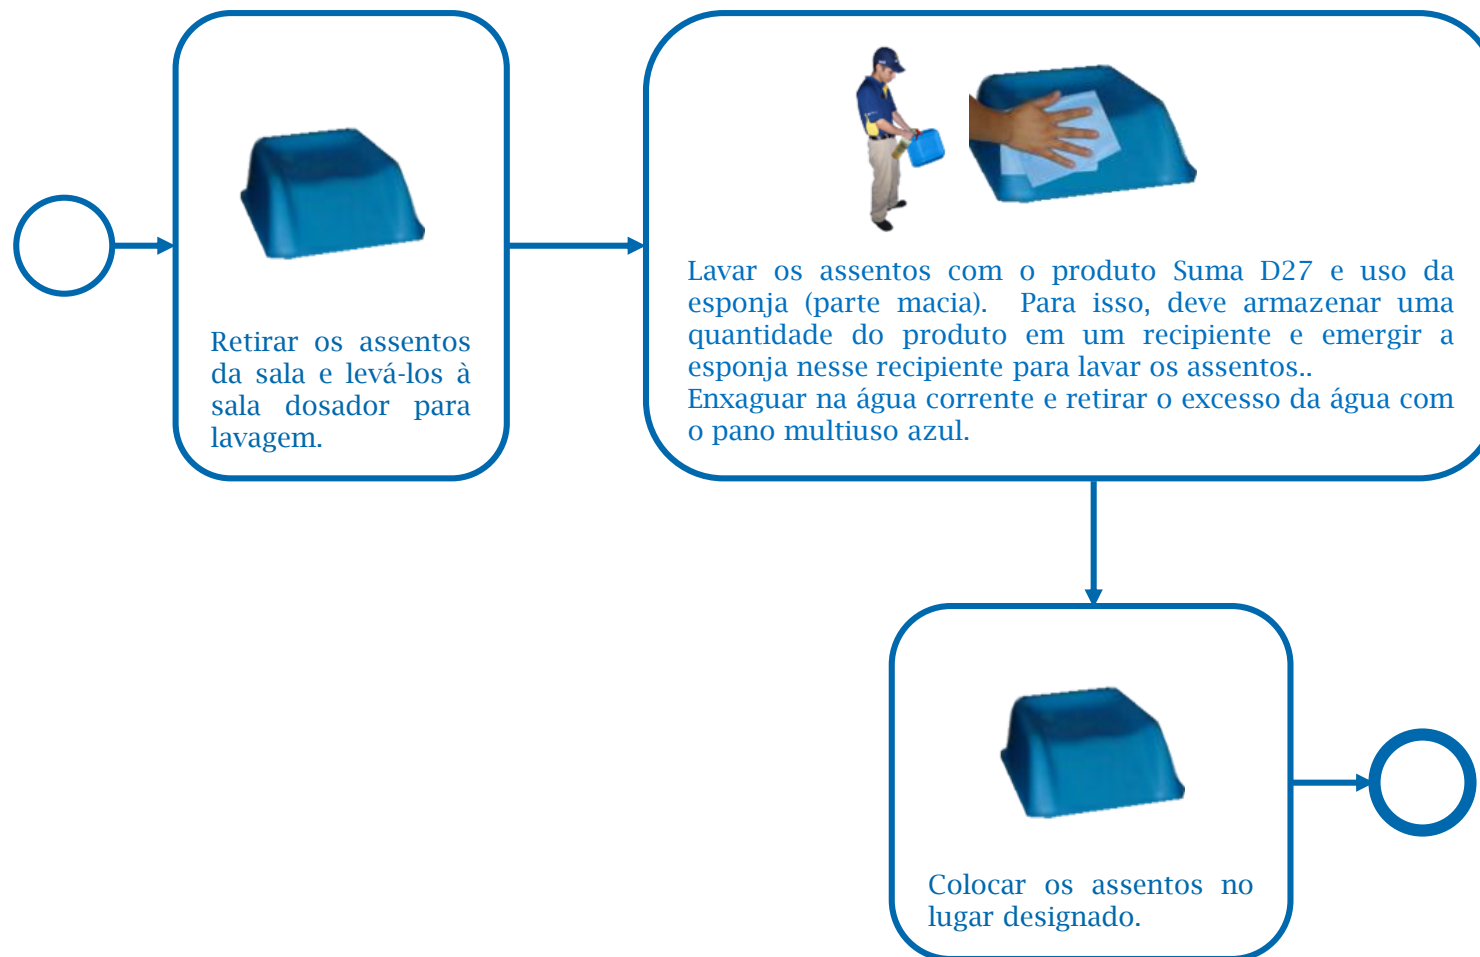 Retirar os assentos
da sala e levá-los à
sala dosador para
lavagem.
Lavar os assentos com o produto Suma D27 e uso da
esponja (parte macia). Para isso, deve armazenar uma
quantidade do produto em um recipiente e emergir a
esponja nesse recipiente para lavar os assentos..
Enxaguar na água corrente e retirar o excesso da água com
o pano multiuso azul.
Colocar os assentos no
lugar designado.